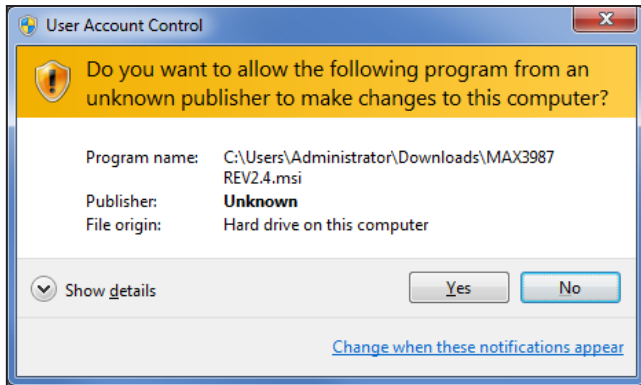 User Account Control
Do you want to allow the following program from an
unknown publisher to make changes to this computer?
Program name: C:\Users\Administrator\Downloads\MAX3987
REV2.4.msi
Publisher: Unknown
File origin: Hard drive on this computer
Show details
Yes
No
Change when these notifications appear